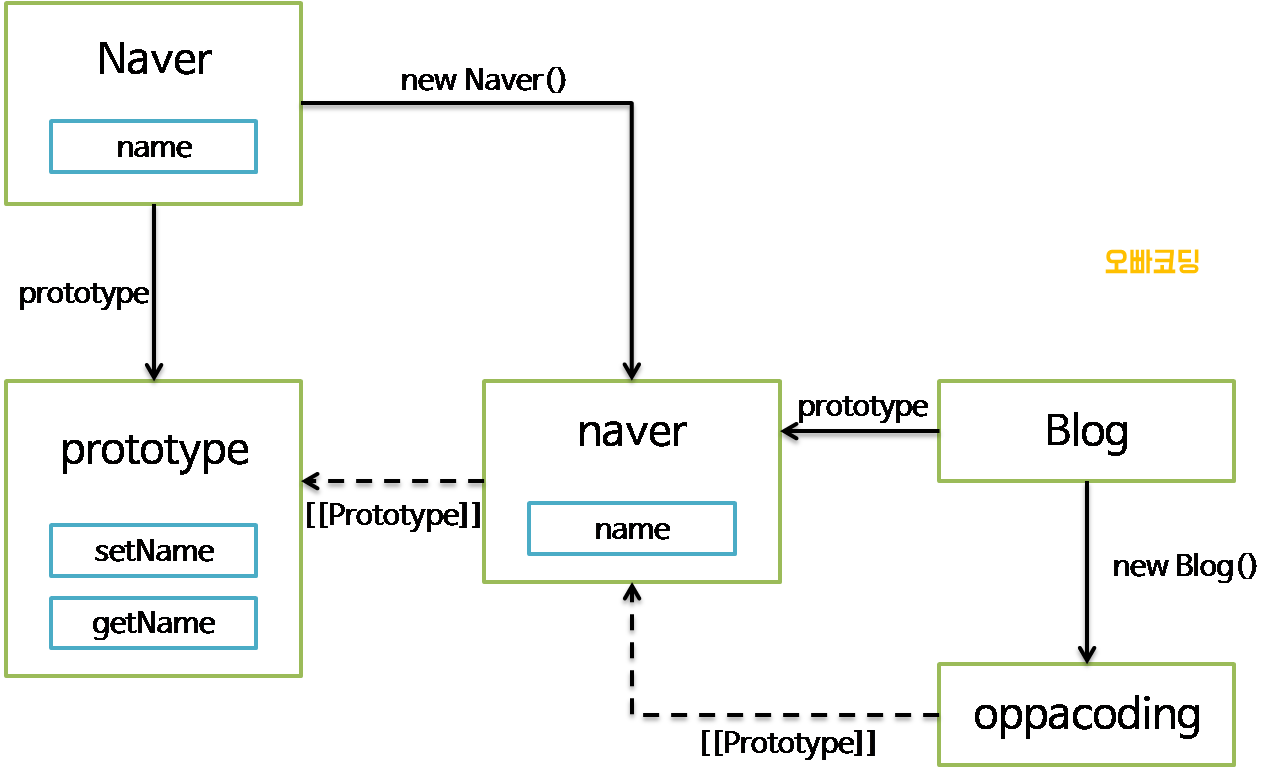 Naver
name
new Naver()
prototype
오빠코딩
prototype
setName
getName
[[Prototype]]
naver
name
prototype
Blog
new Blog()
[[Prototype]]
oppacoding